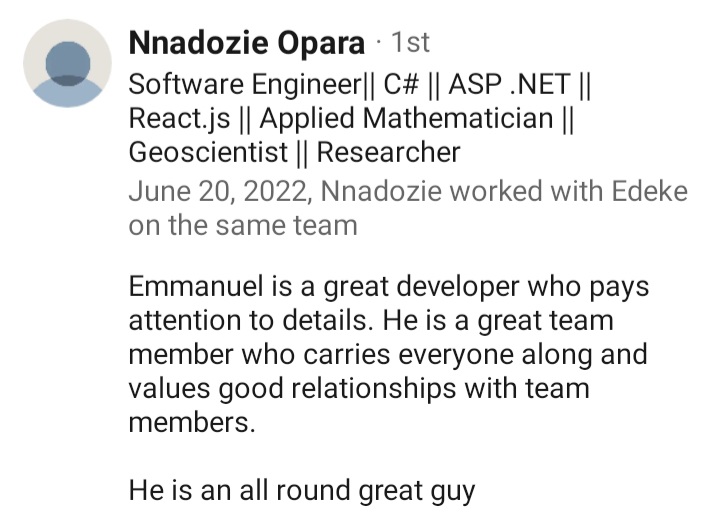 Nnadozie Opara · 1st
Software Engineer|| C# || ASP .NET ||
React.js || Applied Mathematician ||
Geoscientist || Researcher
June 20, 2022, Nnadozie worked with Edeke
on the same team
Emmanuel is a great developer who pays
attention to details. He is a great team
member who carries everyone along and
values good relationships with team
members.
He is an all round great guy